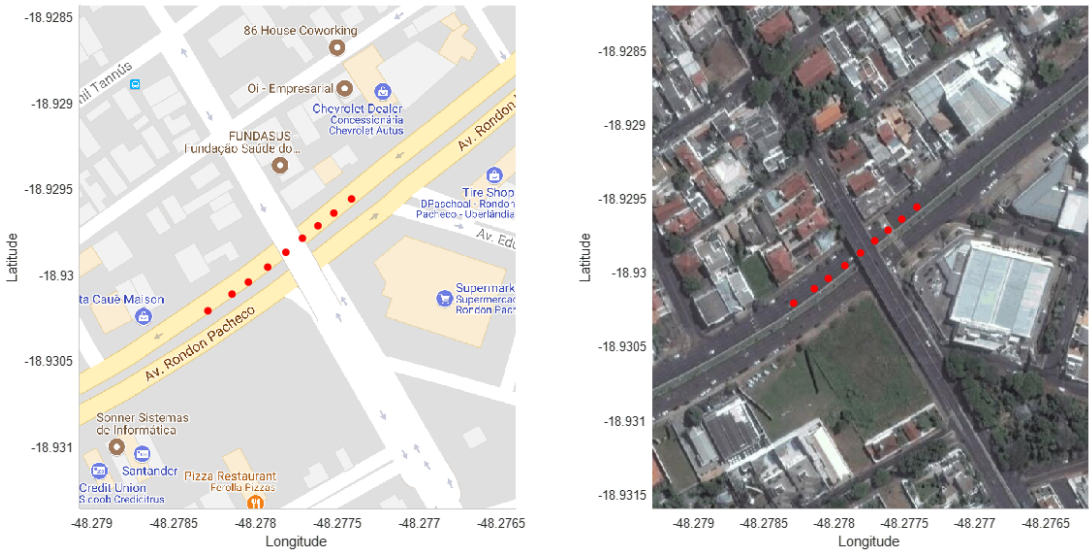 -18.9285
-18.929
-18.9295
-18.93
-18.9305
-18.931
Latitude
86 House Coworking
nil Tannús
Oi - Empresarial
Chevrolet Dealer
Concessionária
Chevrolet Autus
FUNDASUS
Fundação Saúde do...
Av. Rondon
Tire Shop
DPaschoal - Rondon
Pacheco - Uberlândia
Av. Edu
ta Cauê Maison
Supermark
Supermercad
Rondon Pac
Av. Rondon Pacheco
Sonner Sistemas
de Informática
Santander
Credit Union
Sicoob Credicitrus
Pizza Restaurant
Ferolla Pizzas
-48.279
-48.2785
-48.278
-48.2775
-48.277
-48.2765
Longitude
-18.9285
-18.929
-18.9295
-18.93
-18.9305
-18.931
-18.9315
Latitude
-48.279
-48.2785
-48.278
-48.2775
-48.277
-48.2765
Longitude